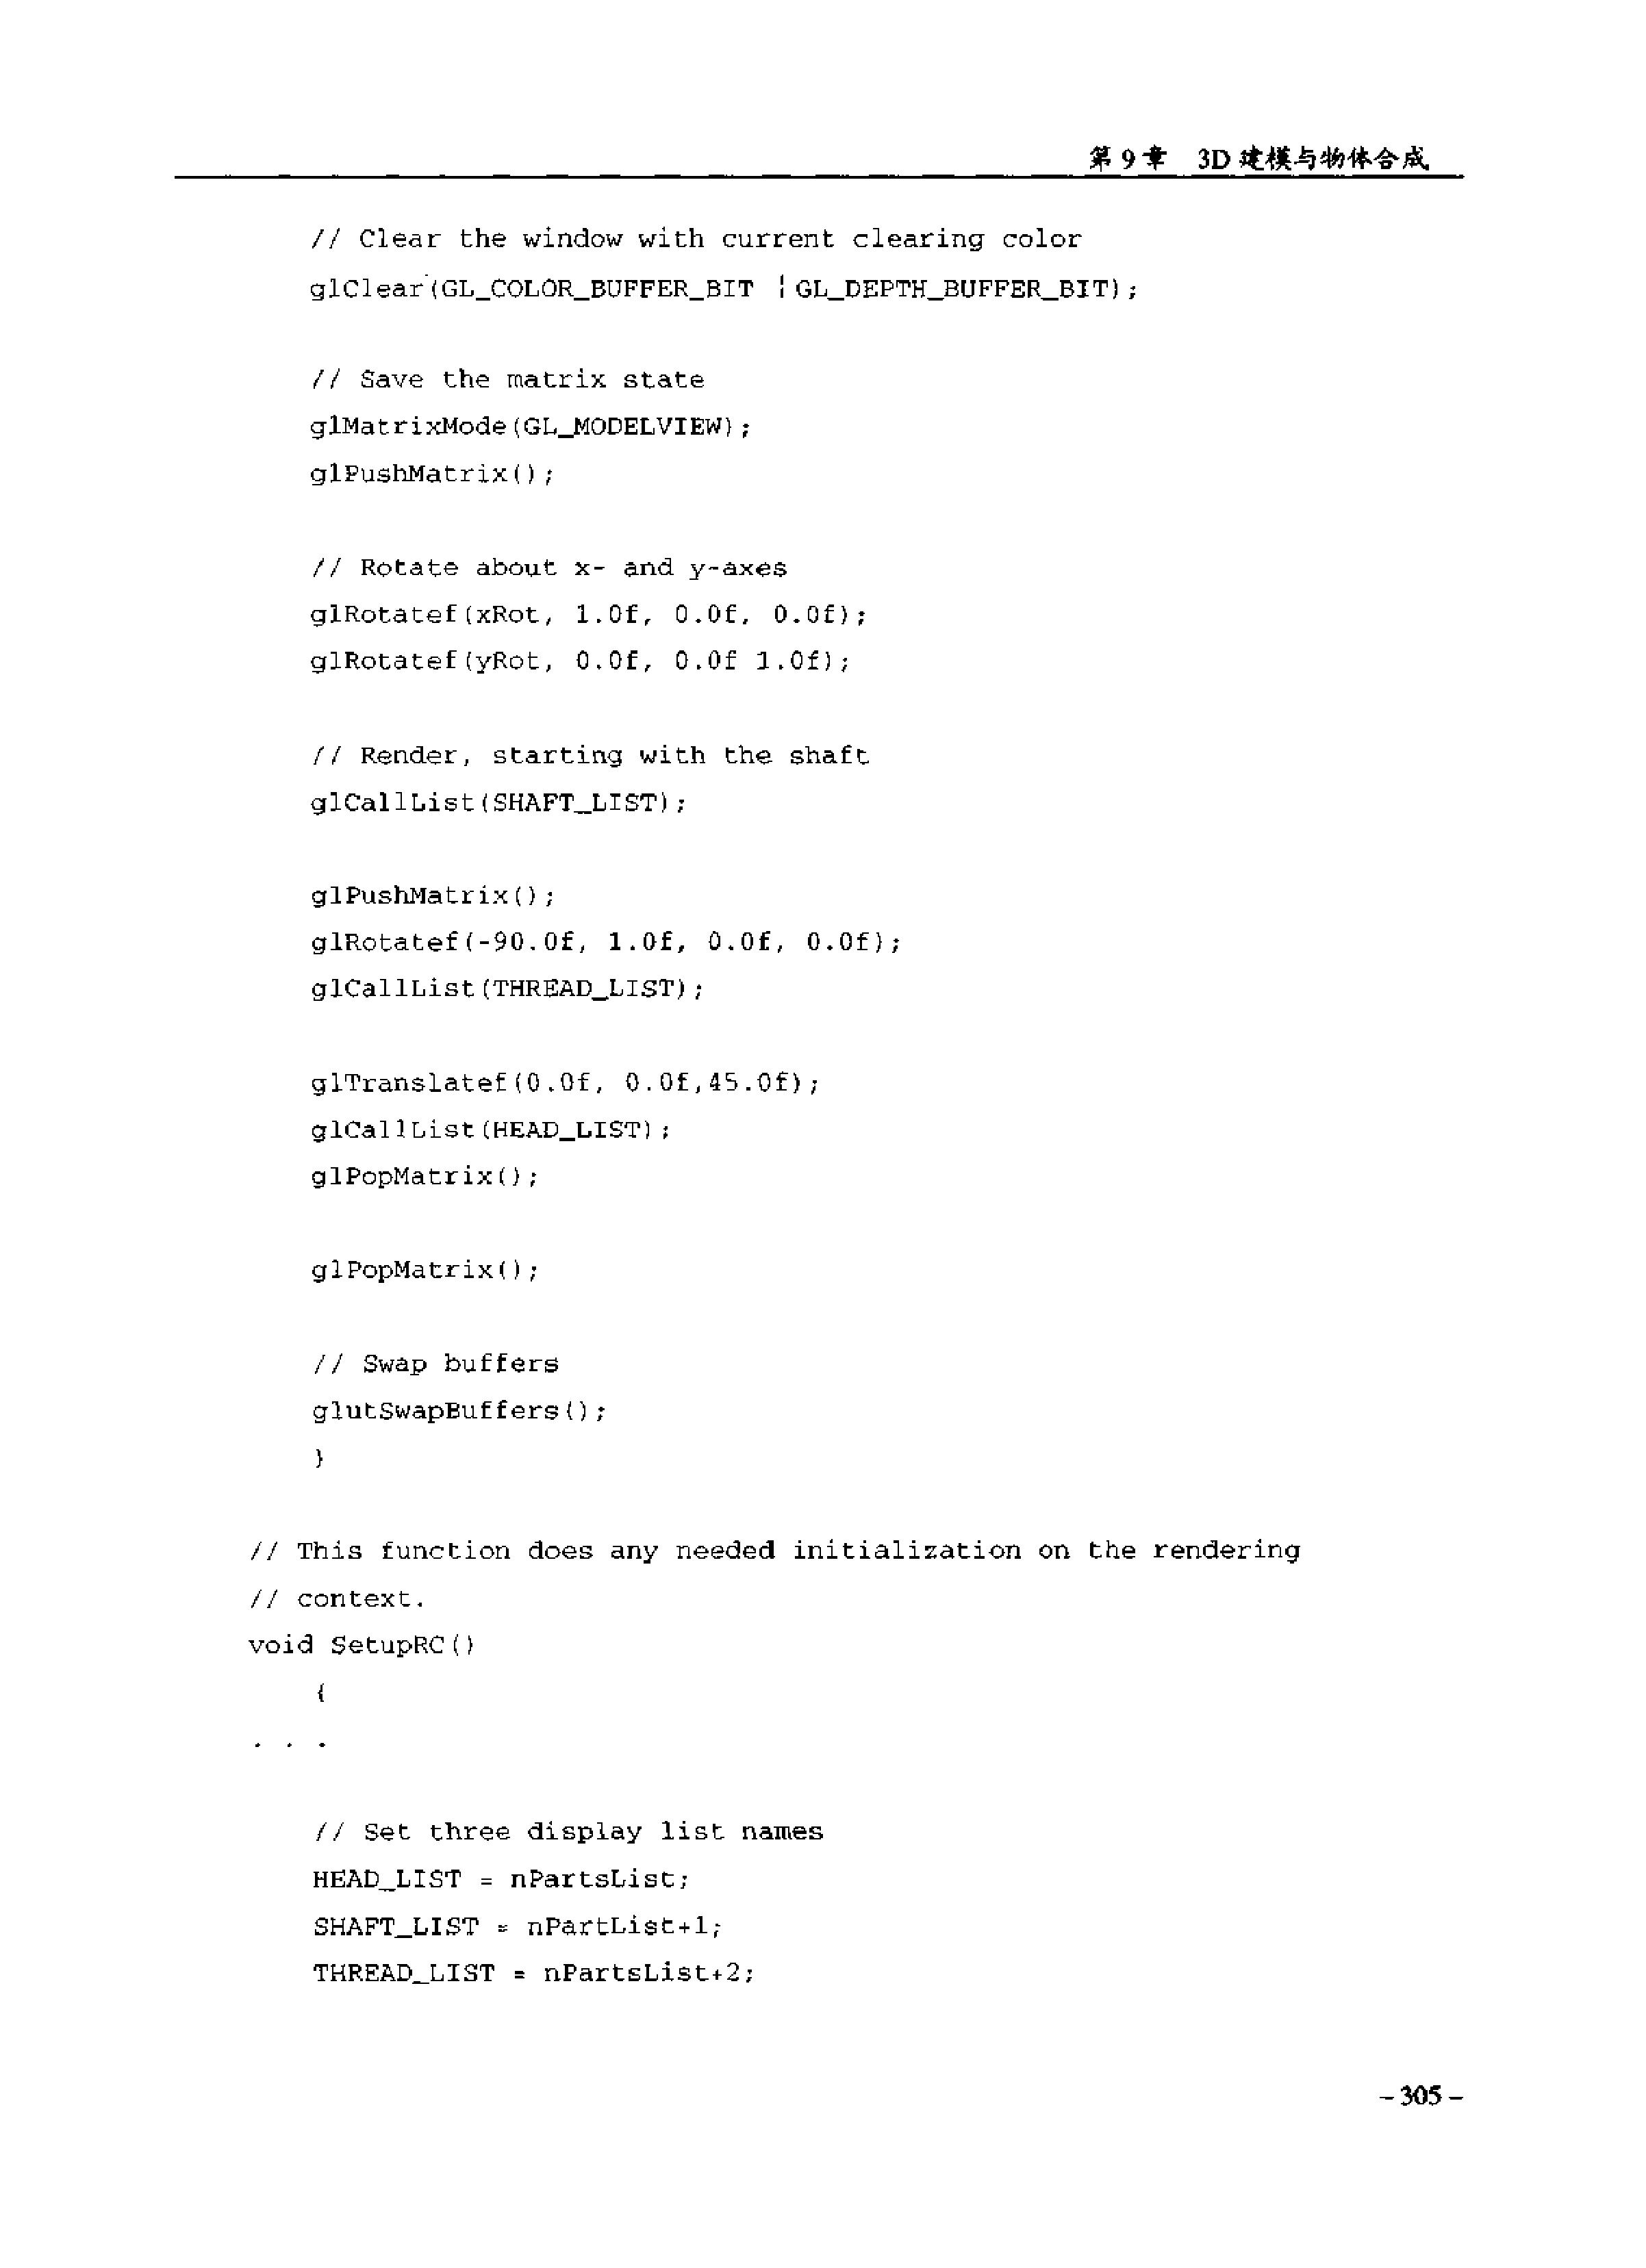 第 9 章 3D 建模与物体合成
// Clear the window with current clearing color
glClear(GL_COLOR_BUFFER_BIT | GL_DEPTH_BUFFER_BIT);
// Save the matrix state
glMatrixMode(GL_MODELVIEW);
glPushMatrix();
// Rotate about x- and y-axes
glRotatef(xRot, 1.0f, 0.0f, 0.0f);
glRotatef(yRot, 0.0f, 0.0f 1.0f);
// Render, starting with the shaft
glCallList(SHAFT_LIST);
glPushMatrix();
glRotatef(-90.0f, 1.0f, 0.0f, 0.0f);
glCallList(THREAD_LIST);
glTranslatef(0.0f, 0.0f,45.0f);
glCallList(HEAD_LIST);
glPopMatrix();
glPopMatrix();
// Swap buffers
glutSwapBuffers();
}
// This function does any needed initialization on the rendering
// context.
void SetupRC()
{
. . .
// Set three display list names
HEAD_LIST = nPartsList;
SHAFT_LIST = nPartList+1;
THREAD_LIST = nPartsList+2;
– 305 –